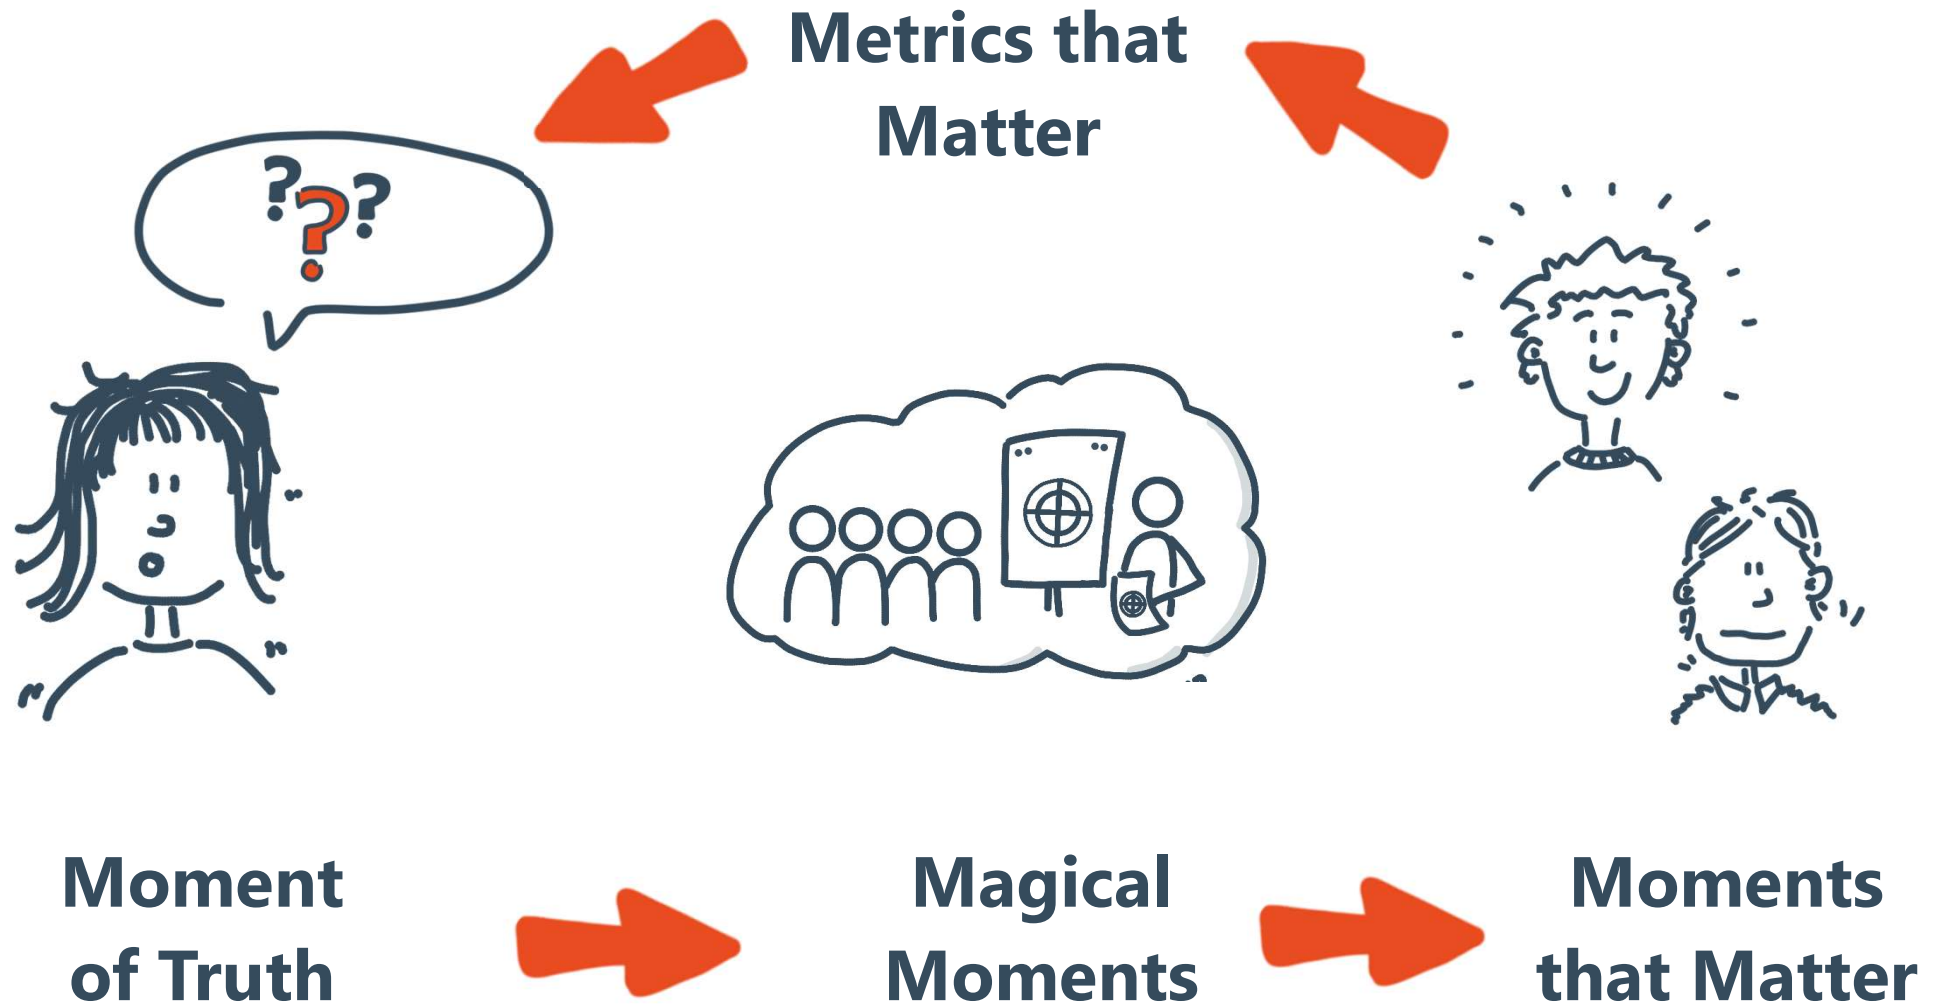 Metrics that
Matter
???
Moment
of Truth
Magical
Moments
Moments
that Matter